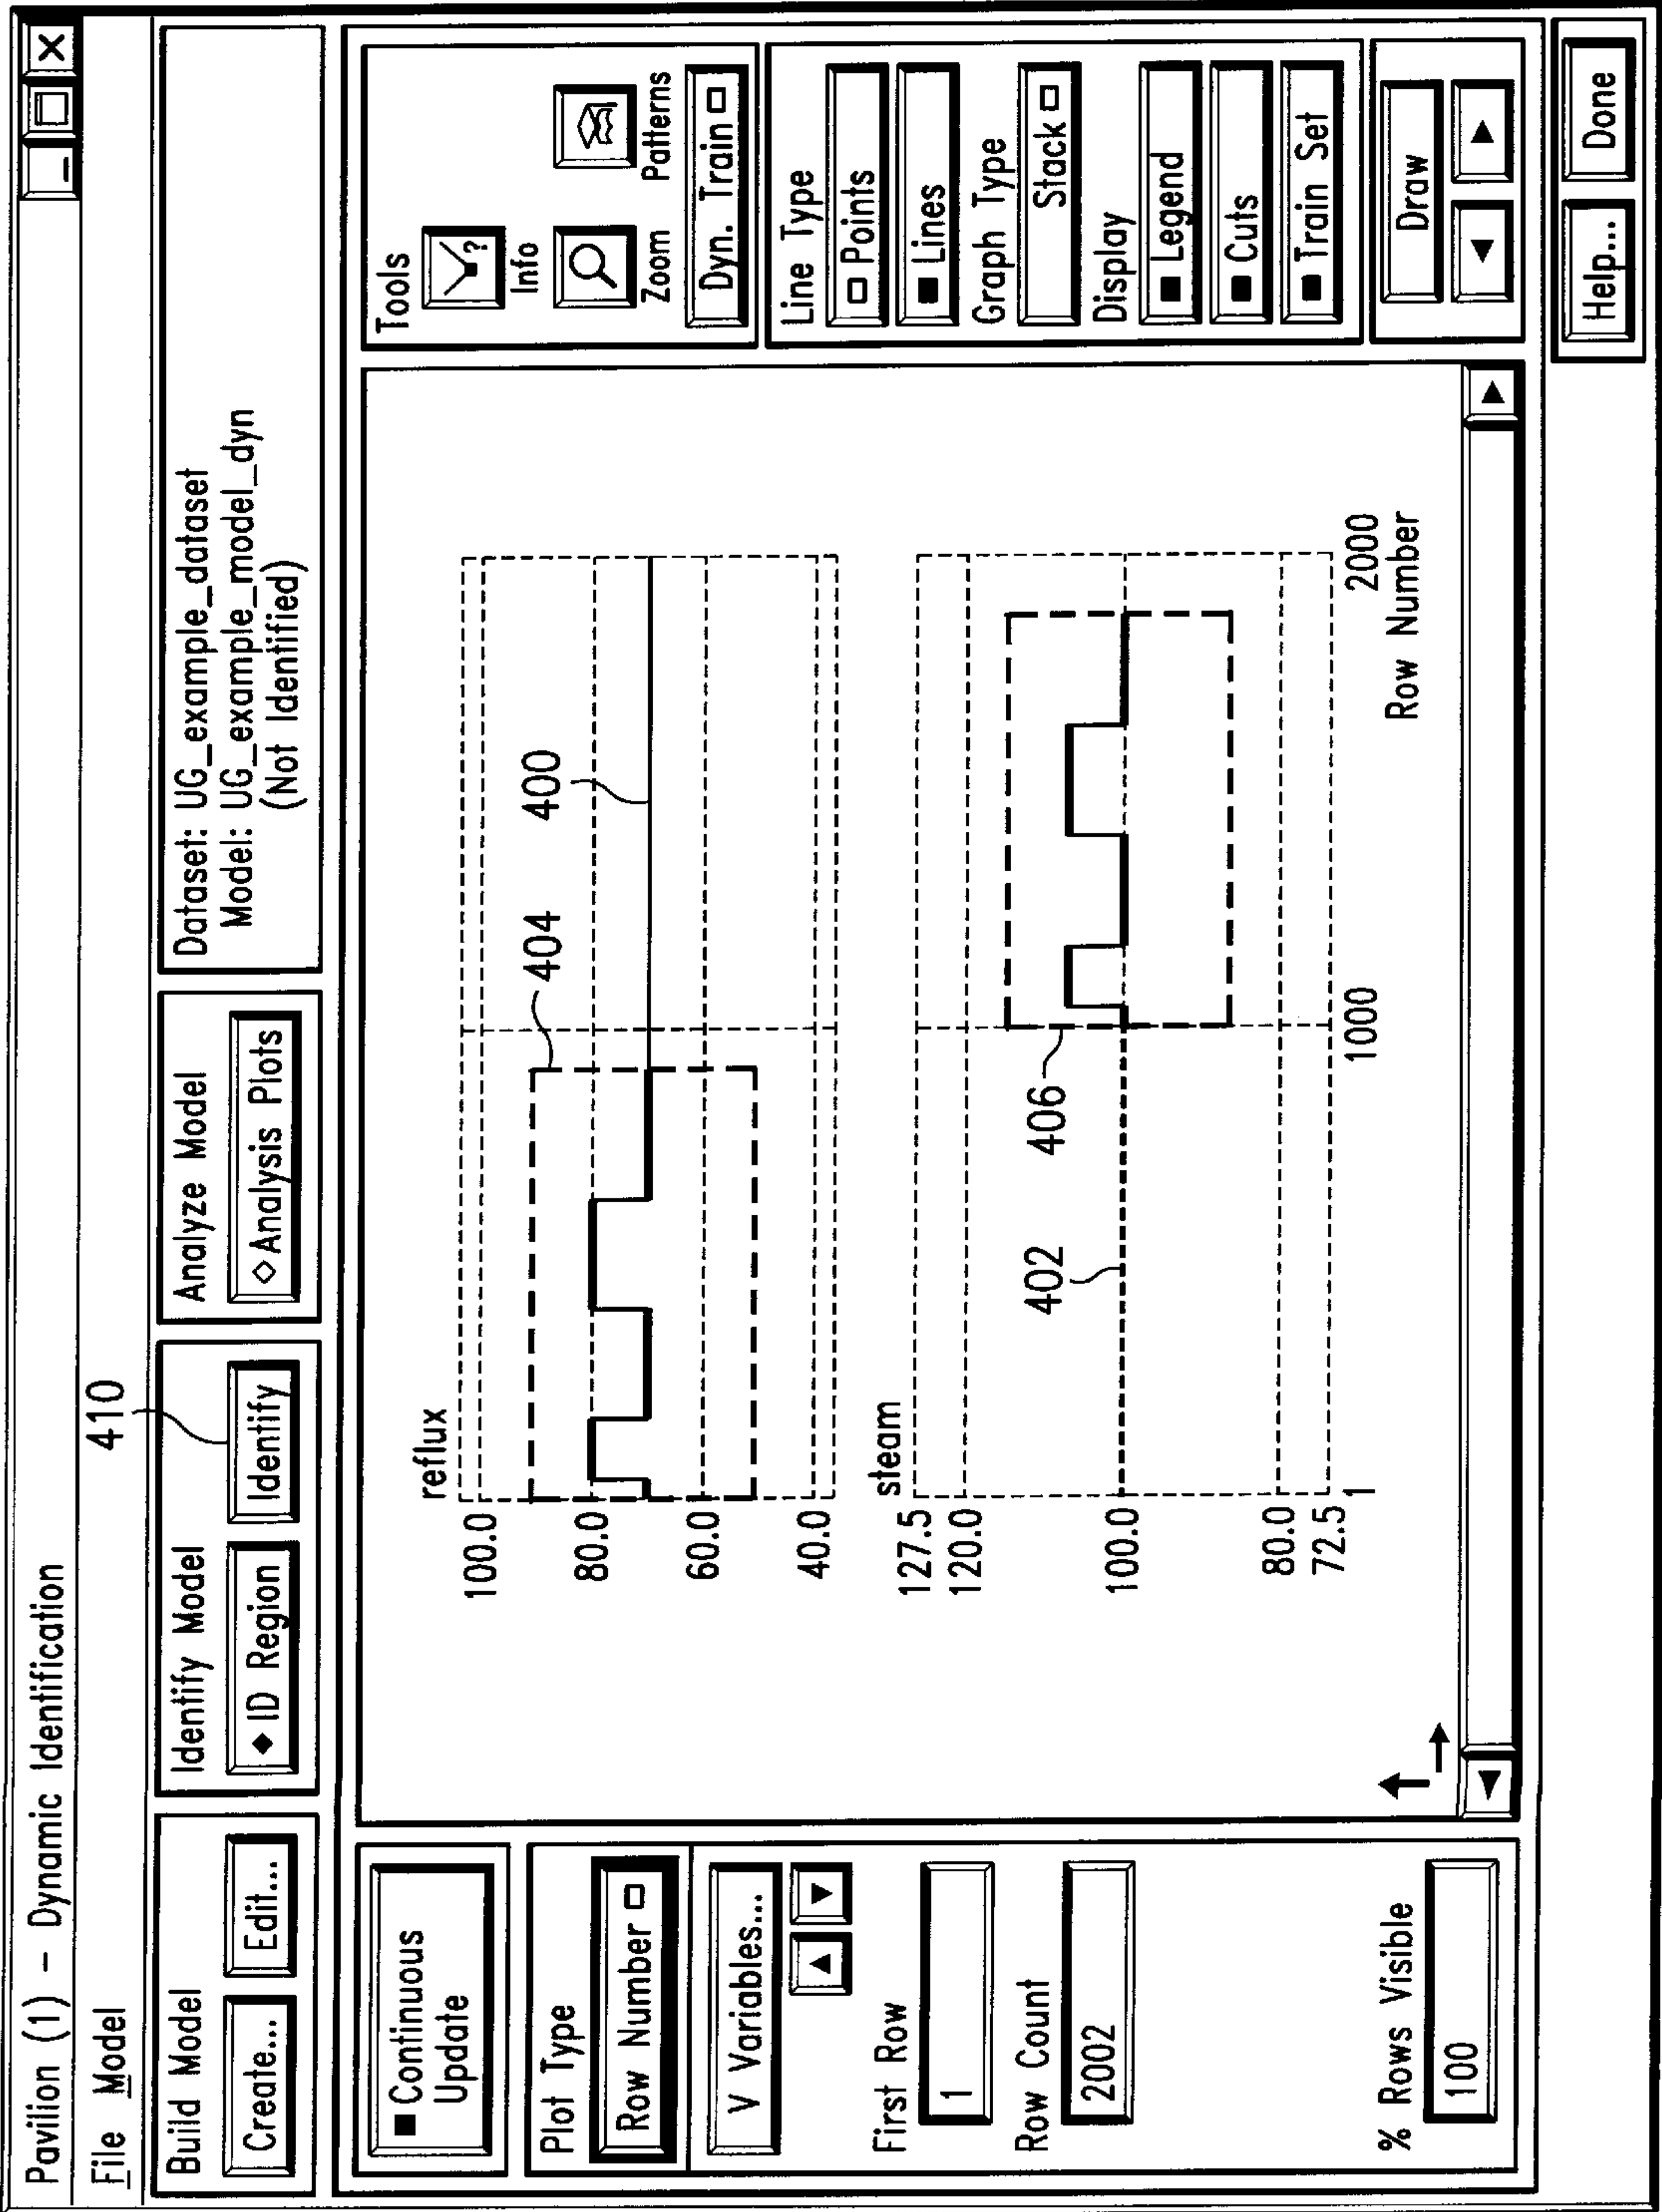 Pavilion (1) - Dynamic Identification
X
File Model
410
Build Model
Create...
Edit...
Identify Model
ID Region
Identify
Analyze Model
Analysis Plots
Dataset: UG_example_dataset
Model: UG_example_model_dyn
(Not Identified)
Continuous
Update
Plot Type
Row Number
V Variables...
First Row
1
Row Count
2002
% Rows Visible
100
reflux
404
400
100.0
80.0
60.0
40.0
steam
127.5
120.0
402
406
100.0
80.0
72.5
1
1000
2000
Row Number
Tools
?
Info
Zoom
Patterns
Dyn. Train
Line Type
Points
Lines
Graph Type
Stack
Display
Legend
Cuts
Train Set
Draw
Help...
Done